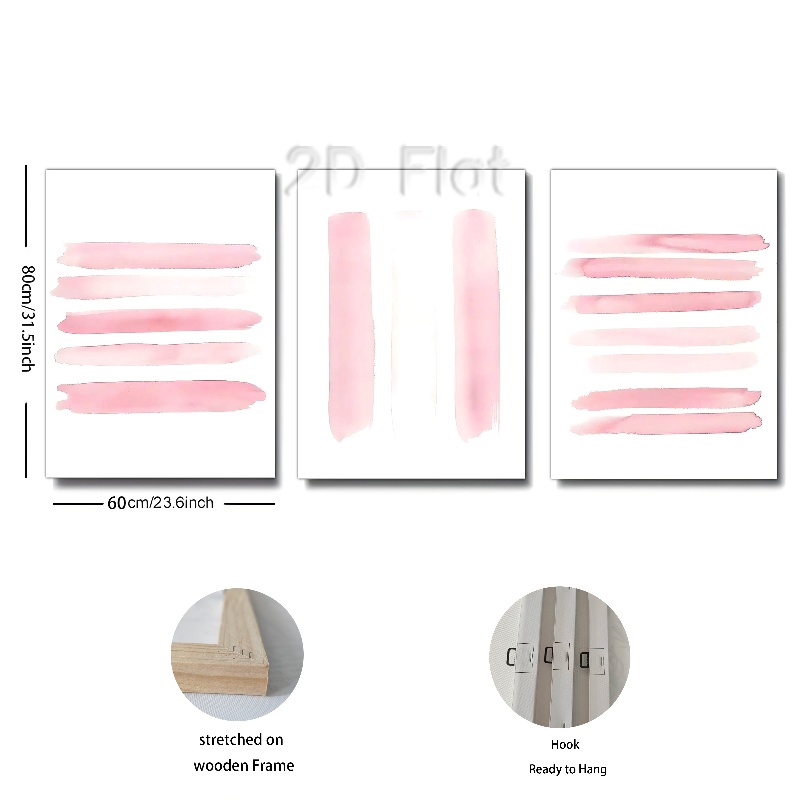 2D Flat
80cm/31.5inch
60cm/23.6inch
stretched on
wooden Frame
Hook
Ready to Hang